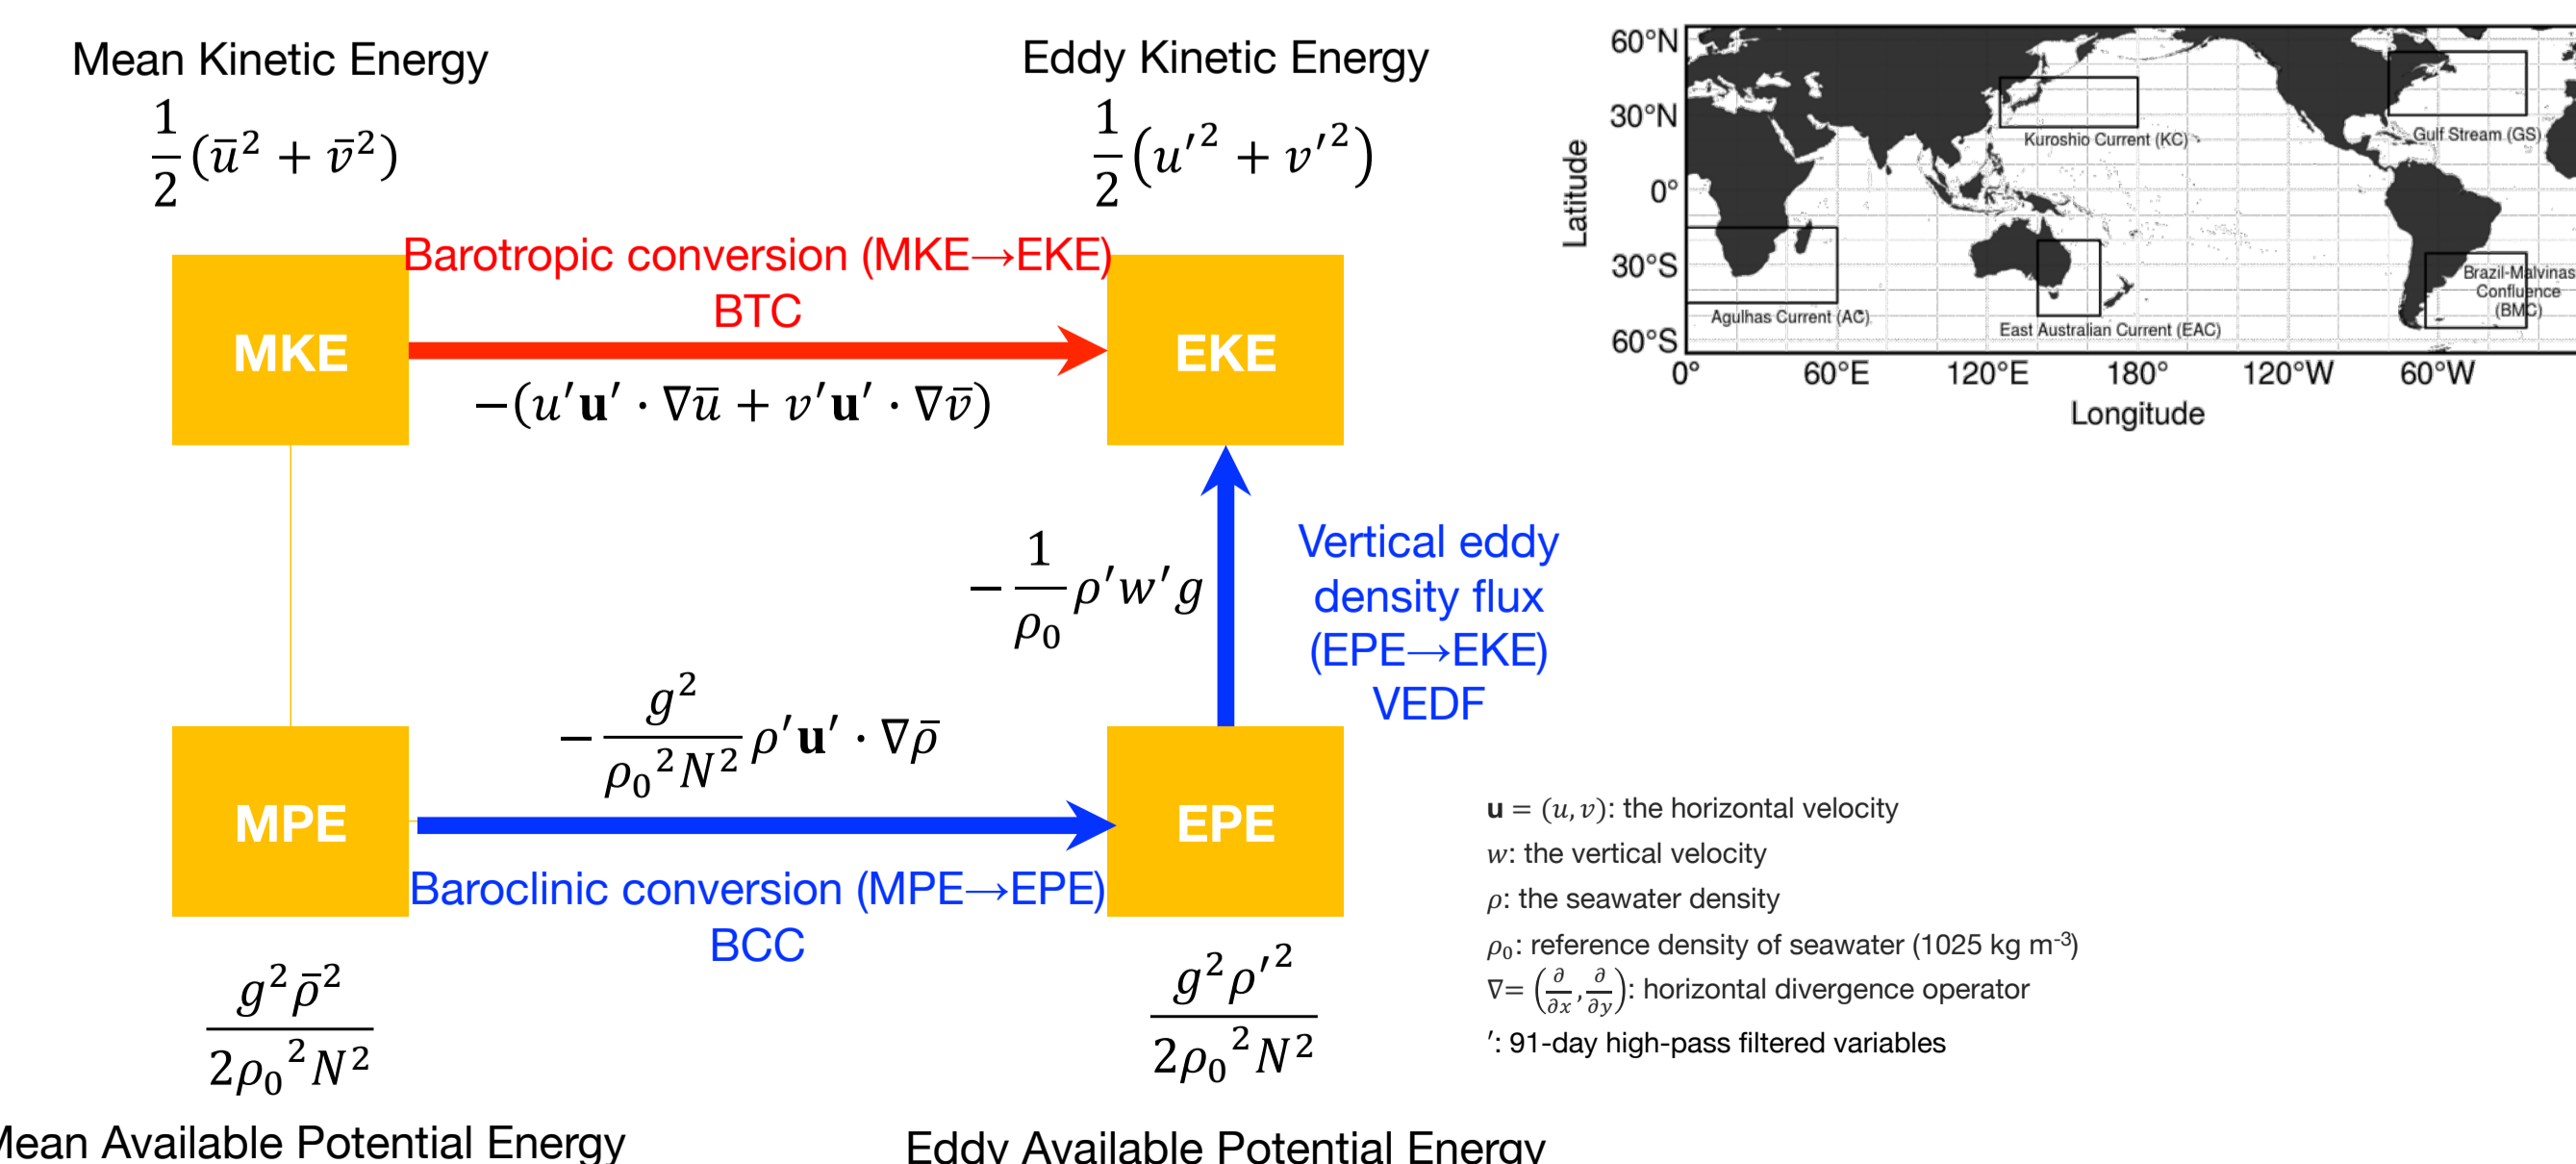 Mean Kinetic Energy
1/2 (ū² + v̄²)
Eddy Kinetic Energy
1/2 (u′² + v′²)
Barotropic conversion (MKE→EKE)
BTC
MKE
EKE
−(u′𝐮′ · ∇ū + v′𝐮′ · ∇v̄)
− 1/ρ₀ ρ′w′g
Vertical eddy
density flux
(EPE→EKE)
VEDF
− g²/(ρ₀²N²) ρ′𝐮′ · ∇ρ̄
MPE
EPE
Baroclinic conversion (MPE→EPE)
BCC
g²ρ̄²/(2ρ₀²N²)
g²ρ′²/(2ρ₀²N²)
Mean Available Potential Energy
Eddy Available Potential Energy
Latitude
60°N
30°N
0°
30°S
60°S
0°
60°E
120°E
180°
120°W
60°W
Longitude
Kuroshio Current (KC)
Gulf Stream (GS)
Agulhas Current (AC)
East Australian Current (EAC)
Brazil-Malvinas
Confluence
(BMC)
𝐮 = (u, v): the horizontal velocity
w: the vertical velocity
ρ: the seawater density
ρ₀: reference density of seawater (1025 kg m⁻³)
∇= (∂/∂x, ∂/∂y): horizontal divergence operator
′: 91-day high-pass filtered variables